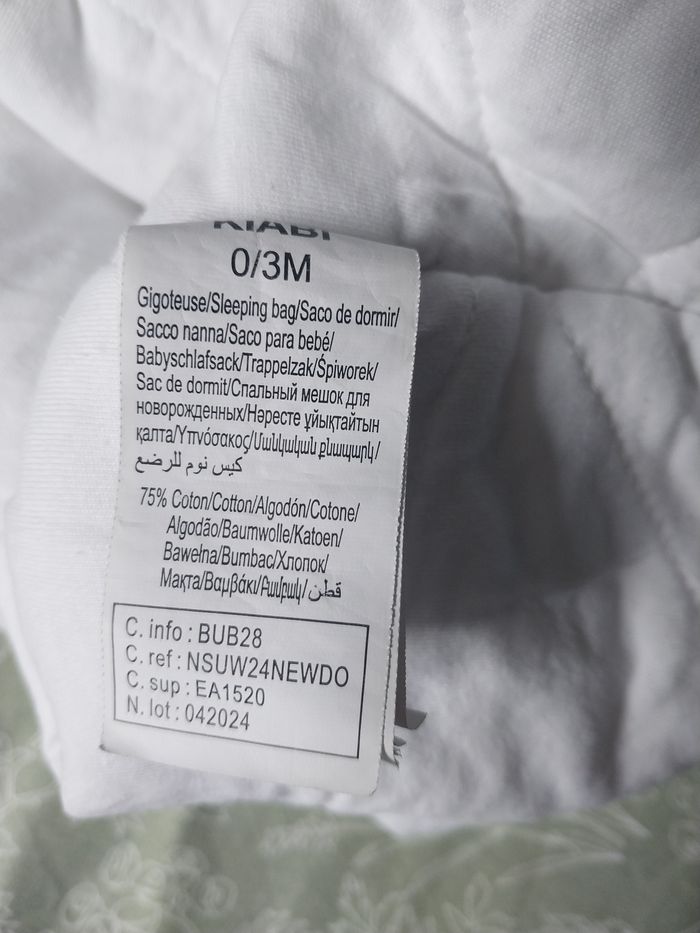 KIABI
0/3M
Gigoteuse/Sleeping bag/Saco de dormir/
Sacco nanna/Saco para bebé/
Babyschlafsack/Trappelzak/Śpiworek/
Sac de dormit/Спальный мешок для
новорожденных/Нәресте ұйықтайтын
қалта/Υπνόσακος/Մանկական քնապարկ/
كيس نوم للرضع
75% Coton/Cotton/Algodón/Cotone/
Algodão/Baumwolle/Katoen/
Bawełna/Bumbac/Хлопок/
Мақта/Βαμβάκι/Բամբակ/قطن
C. info : BUB28
C. ref : NSUW24NEWDO
C. sup : EA1520
N. lot : 042024